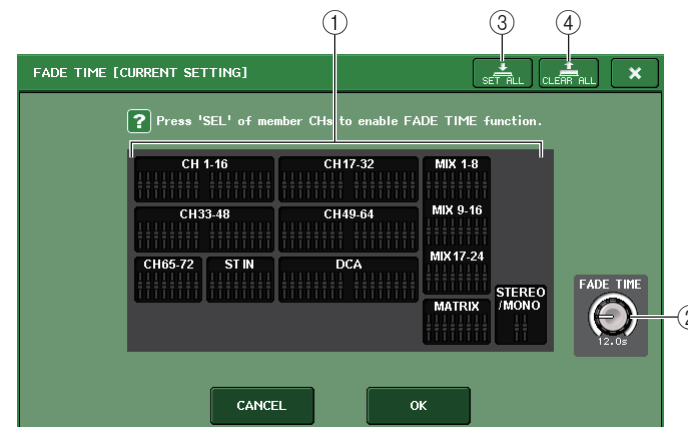 ① ③ ④
FADE TIME [CURRENT SETTING] SET ALL CLEAR ALL ×
? Press 'SEL' of member CHs to enable FADE TIME function.
CH 1-16 CH17-32 MIX 1-8
CH33-48 CH49-64 MIX 9-16
CH65-72 ST IN DCA MIX17-24
MATRIX STEREO /MONO
FADE TIME
②
12.0s
CANCEL OK